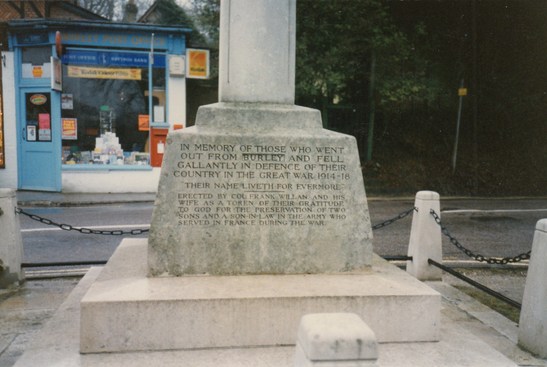 IN MEMORY OF THOSE WHO WENT
OUT FROM BURLEY AND FELL
GALLANTLY IN DEFENCE OF THEIR
COUNTRY IN THE GREAT WAR, 1914-18
THEIR NAME LIVETH FOR EVERMORE
ERECTED BY COL. FRANK WILLAN AND HIS
WIFE AS A TOKEN OF THEIR GRATITUDE
TO GOD FOR THE PRESERVATION OF TWO
SONS AND A SON-IN-LAW IN THE ARMY WHO
SERVED IN FRANCE DURING THE WAR